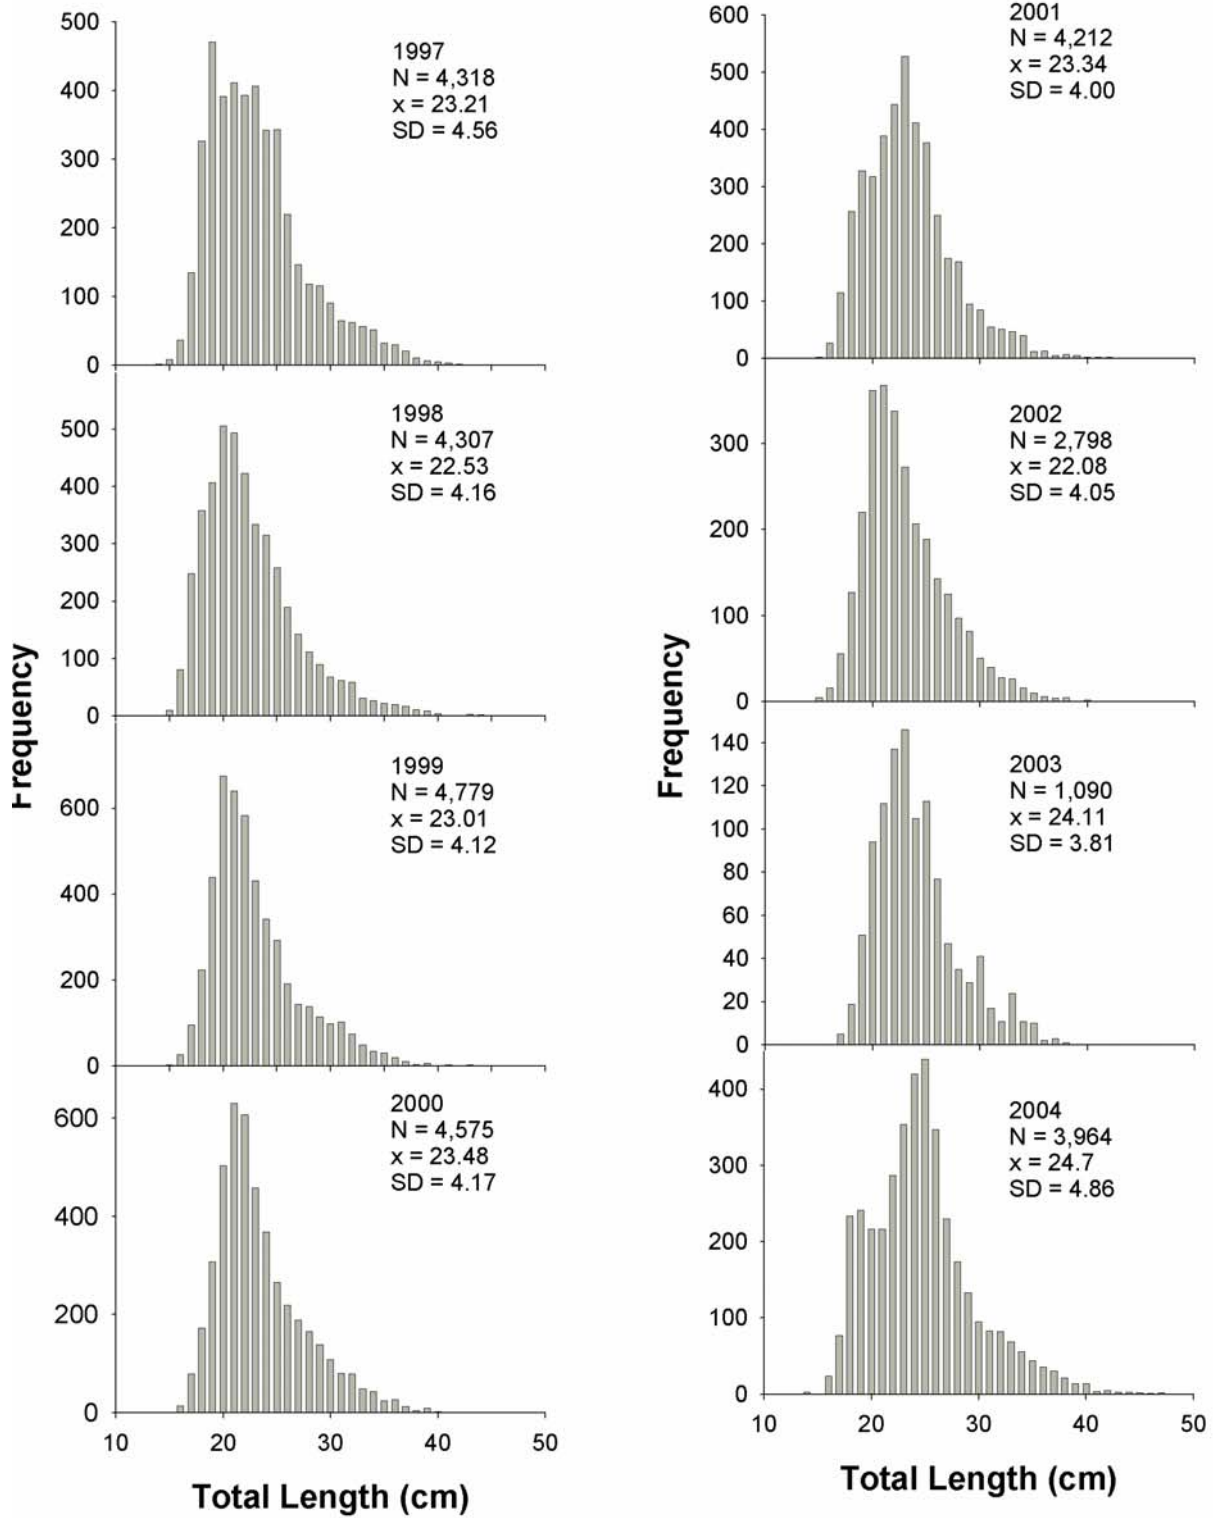 500
400
300
200
100
0
1997
N = 4,318
x = 23.21
SD = 4.56
500
400
300
200
100
0
1998
N = 4,307
x = 22.53
SD = 4.16
Frequency
600
400
200
0
1999
N = 4,779
x = 23.01
SD = 4.12
600
400
200
0
2000
N = 4,575
x = 23.48
SD = 4.17
10 20 30 40 50
Total Length (cm)
600
500
400
300
200
100
0
2001
N = 4,212
x = 23.34
SD = 4.00
300
200
100
0
2002
N = 2,798
x = 22.08
SD = 4.05
Frequency
140
120
100
80
60
40
20
0
2003
N = 1,090
x = 24.11
SD = 3.81
400
300
200
100
0
2004
N = 3,964
x = 24.7
SD = 4.86
10 20 30 40 50
Total Length (cm)